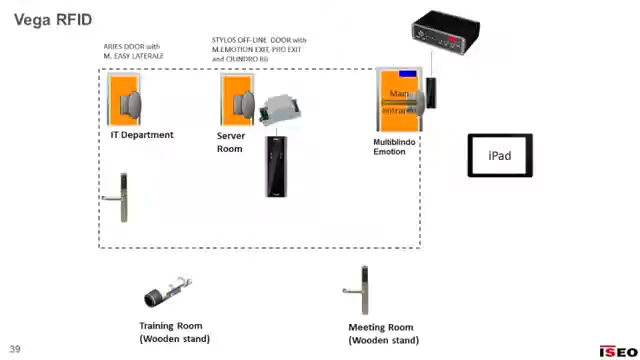 Vega RFID
ARIES DOOR with
M. EASY LATERALE
STYLOS OFF-LINE DOOR with
M.EMOTION EXIT, PRO EXIT
and CILINDRO R6
Main
entrance
IT Department
Server
Room
Multiblindo
Emotion
iPad
Training Room
(Wooden stand)
Meeting Room
(Wooden stand)
39
ISEO